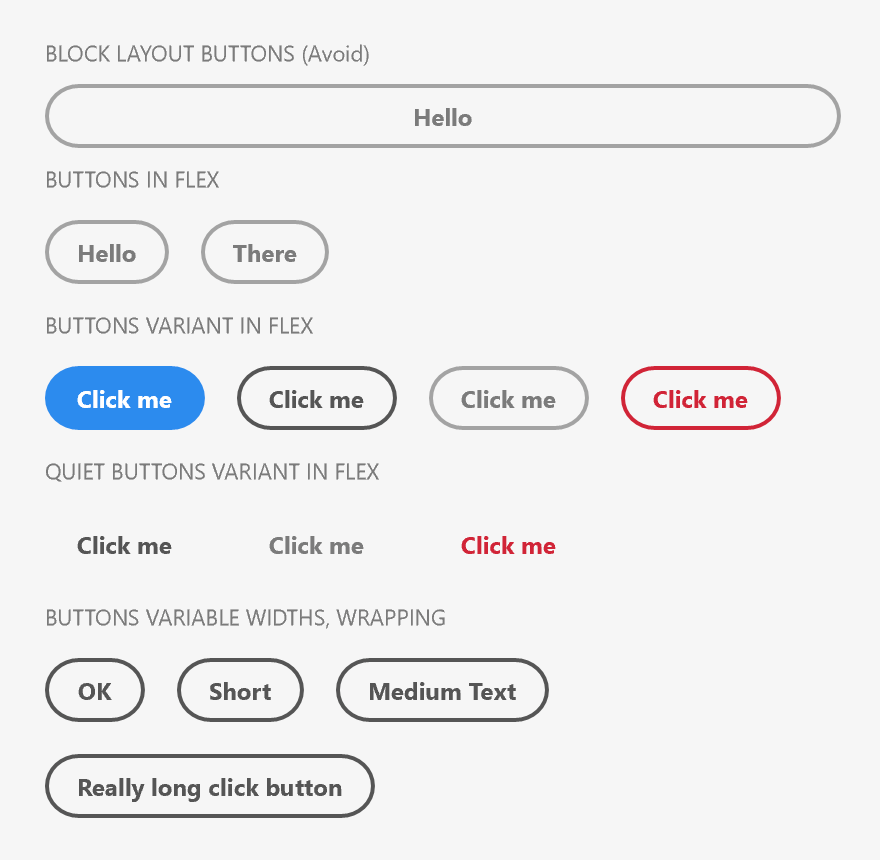 BLOCK LAYOUT BUTTONS (Avoid)
Hello
BUTTONS IN FLEX
Hello There
BUTTONS VARIANT IN FLEX
Click me Click me Click me Click me
QUIET BUTTONS VARIANT IN FLEX
Click me Click me Click me
BUTTONS VARIABLE WIDTHS, WRAPPING
OK Short Medium Text
Really long click button